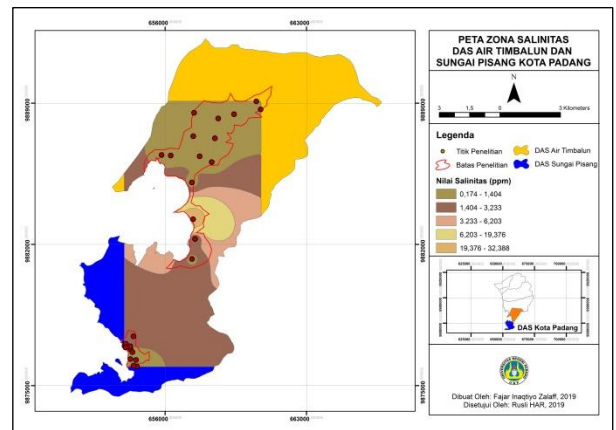 PETA ZONA SALINITAS
DAS AIR TIMBALUN DAN
SUNGAI PISANG KOTA PADANG
N
3 1,5 0 3 Kilometers
Legenda
Titik Penelitian
DAS Air Timbalun
Batas Penelitian
DAS Sungai Pisang
Nilai Salinitas (ppm)
0,174 - 1,404
1,404 - 3,233
3.233 - 6,203
6,203 - 19,376
19,376 - 32,388
DAS Kota Padang
Dibuat Oleh: Fajar Inaqtiyo Zalaff, 2019
Disetujui Oleh: Rusli HAR, 2019
656000 663000
9889000
9882000
9875000
656000 663000